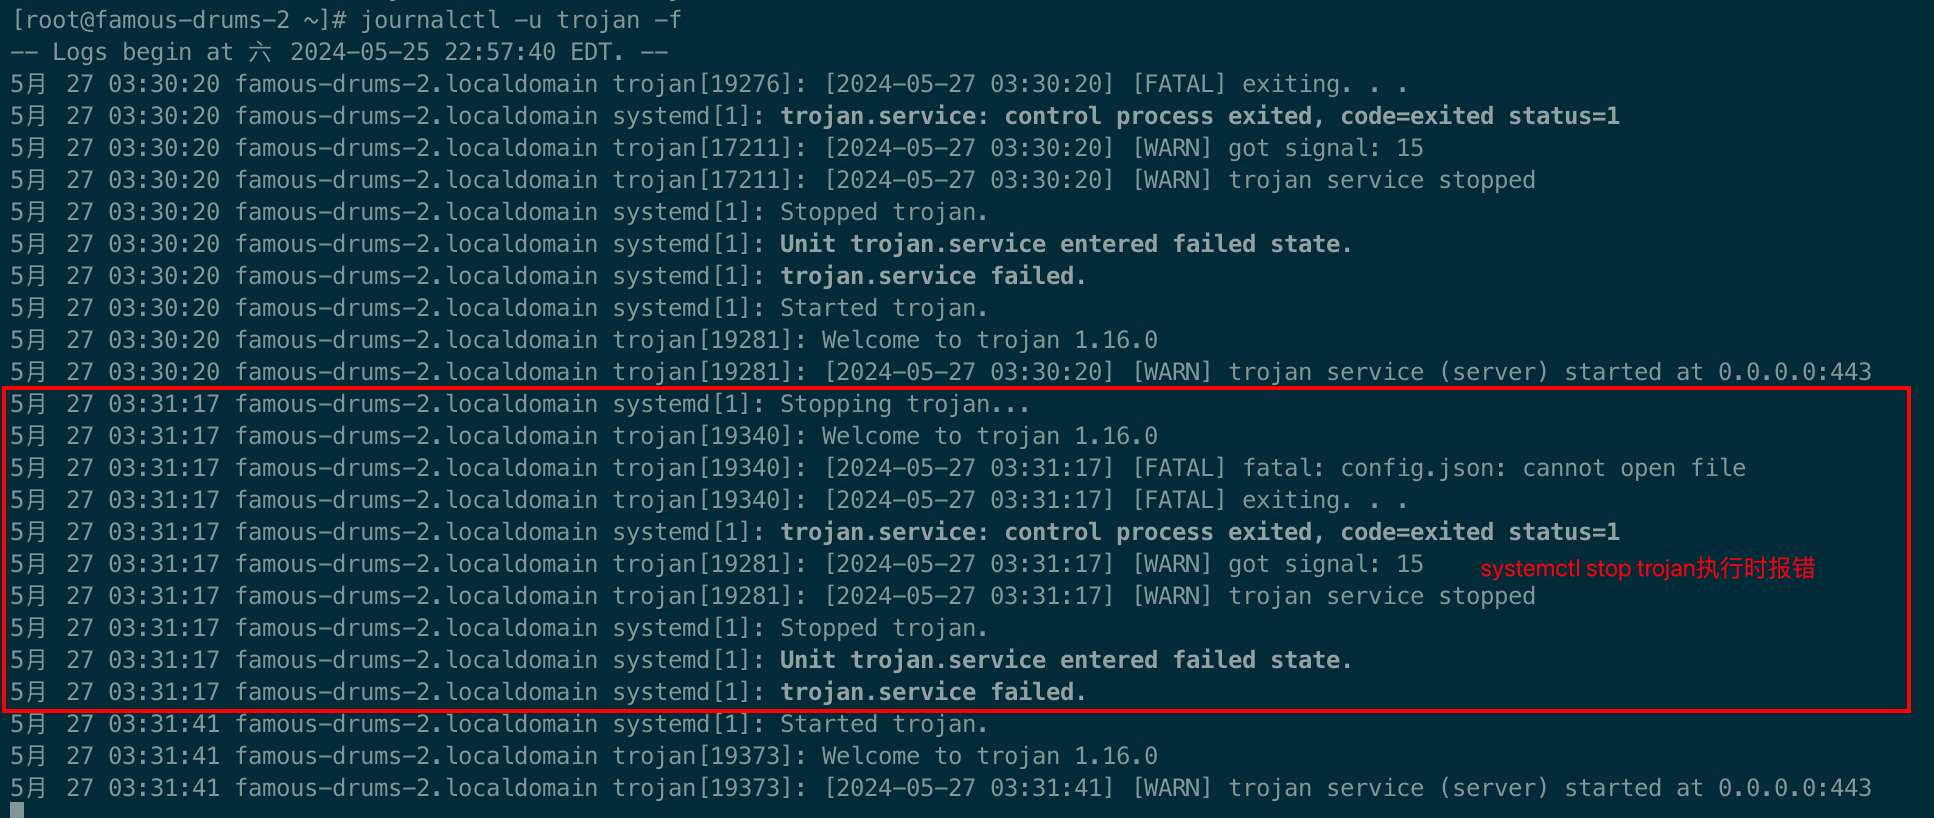 [root@famous-drums-2 ~]# journalctl -u trojan -f
-- Logs begin at 六 2024-05-25 22:57:40 EDT. --
5月 27 03:30:20 famous-drums-2.localdomain trojan[19276]: [2024-05-27 03:30:20] [FATAL] exiting. . .
5月 27 03:30:20 famous-drums-2.localdomain systemd[1]: trojan.service: control process exited, code=exited status=1
5月 27 03:30:20 famous-drums-2.localdomain trojan[17211]: [2024-05-27 03:30:20] [WARN] got signal: 15
5月 27 03:30:20 famous-drums-2.localdomain trojan[17211]: [2024-05-27 03:30:20] [WARN] trojan service stopped
5月 27 03:30:20 famous-drums-2.localdomain systemd[1]: Stopped trojan.
5月 27 03:30:20 famous-drums-2.localdomain systemd[1]: Unit trojan.service entered failed state.
5月 27 03:30:20 famous-drums-2.localdomain systemd[1]: trojan.service failed.
5月 27 03:30:20 famous-drums-2.localdomain systemd[1]: Started trojan.
5月 27 03:30:20 famous-drums-2.localdomain trojan[19281]: Welcome to trojan 1.16.0
5月 27 03:30:20 famous-drums-2.localdomain trojan[19281]: [2024-05-27 03:30:20] [WARN] trojan service (server) started at 0.0.0.0:443
5月 27 03:31:17 famous-drums-2.localdomain systemd[1]: Stopping trojan...
5月 27 03:31:17 famous-drums-2.localdomain trojan[19340]: Welcome to trojan 1.16.0
5月 27 03:31:17 famous-drums-2.localdomain trojan[19340]: [2024-05-27 03:31:17] [FATAL] fatal: config.json: cannot open file
5月 27 03:31:17 famous-drums-2.localdomain trojan[19340]: [2024-05-27 03:31:17] [FATAL] exiting. . .
5月 27 03:31:17 famous-drums-2.localdomain systemd[1]: trojan.service: control process exited, code=exited status=1
5月 27 03:31:17 famous-drums-2.localdomain trojan[19281]: [2024-05-27 03:31:17] [WARN] got signal: 15
systemctl stop trojan执行时报错
5月 27 03:31:17 famous-drums-2.localdomain trojan[19281]: [2024-05-27 03:31:17] [WARN] trojan service stopped
5月 27 03:31:17 famous-drums-2.localdomain systemd[1]: Stopped trojan.
5月 27 03:31:17 famous-drums-2.localdomain systemd[1]: Unit trojan.service entered failed state.
5月 27 03:31:17 famous-drums-2.localdomain systemd[1]: trojan.service failed.
5月 27 03:31:41 famous-drums-2.localdomain systemd[1]: Started trojan.
5月 27 03:31:41 famous-drums-2.localdomain trojan[19373]: Welcome to trojan 1.16.0
5月 27 03:31:41 famous-drums-2.localdomain trojan[19373]: [2024-05-27 03:31:41] [WARN] trojan service (server) started at 0.0.0.0:443